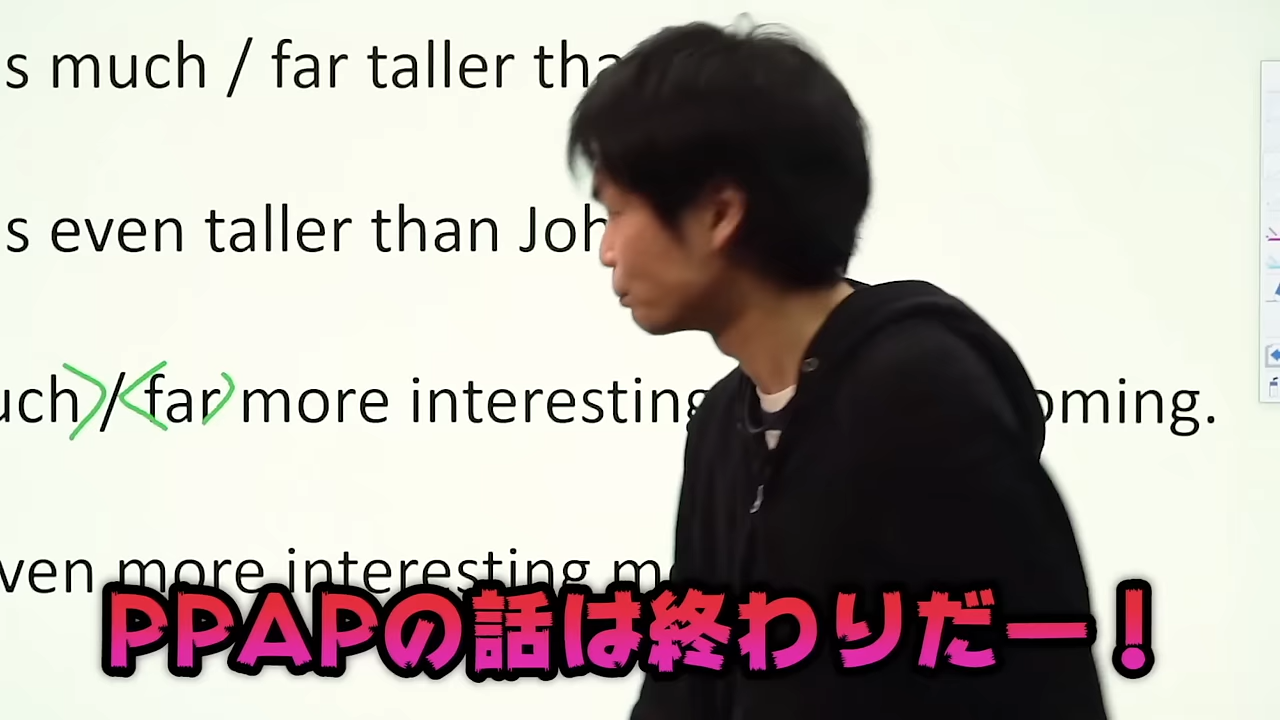 s much / far taller tha
s even taller than Joh
uch / far more interesting oming.
ven more interesting m
PPAPの話は終わりだー!